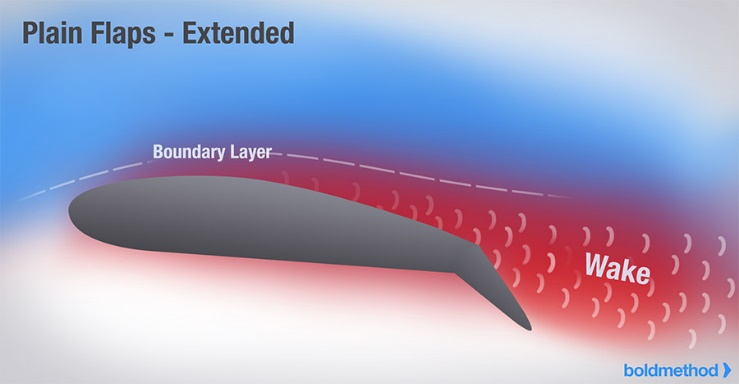 Plain Flaps - Extended
Boundary Layer
Wake
boldmethod